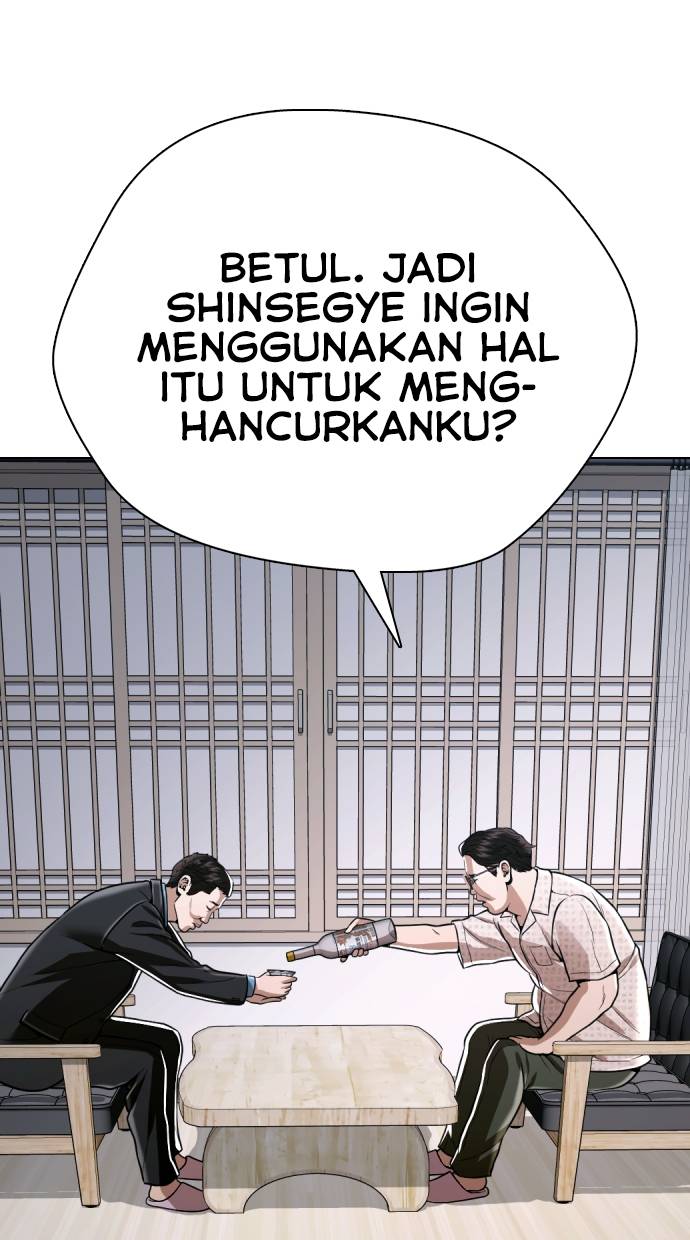 BETUL. JADI
SHINSEGYE INGIN
MENGGUNAKAN HAL
ITU UNTUK MENG-
HANCURKANKU?